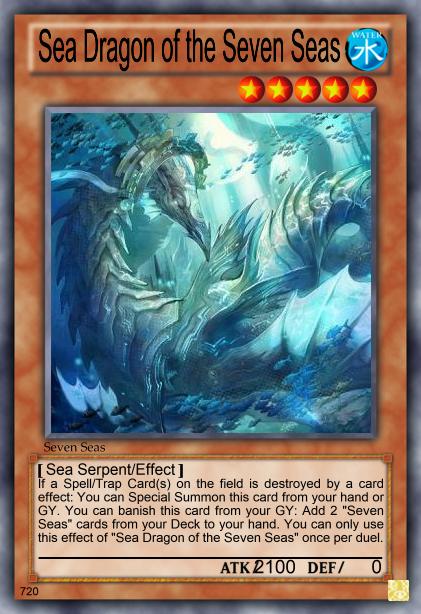 Sea Dragon of the Seven Seas
WATER
水
Seven Seas
[ Sea Serpent/Effect ]
If a Spell/Trap Card(s) on the field is destroyed by a card
effect: You can Special Summon this card from your hand or
GY. You can banish this card from your GY: Add 2 "Seven
Seas" cards from your Deck to your hand. You can only use
this effect of "Sea Dragon of the Seven Seas" once per duel.
ATK/2100 DEF/ 0
720